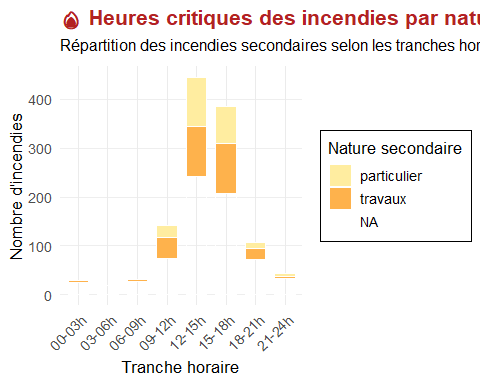 Heures critiques des incendies par natu
Répartition des incendies secondaires selon les tranches hor
Nombre d'incendies
400
300
200
100
0
00-03h
03-06h
06-09h
09-12h
12-15h
15-18h
18-21h
21-24h
Tranche horaire
Nature secondaire
particulier
travaux
NA